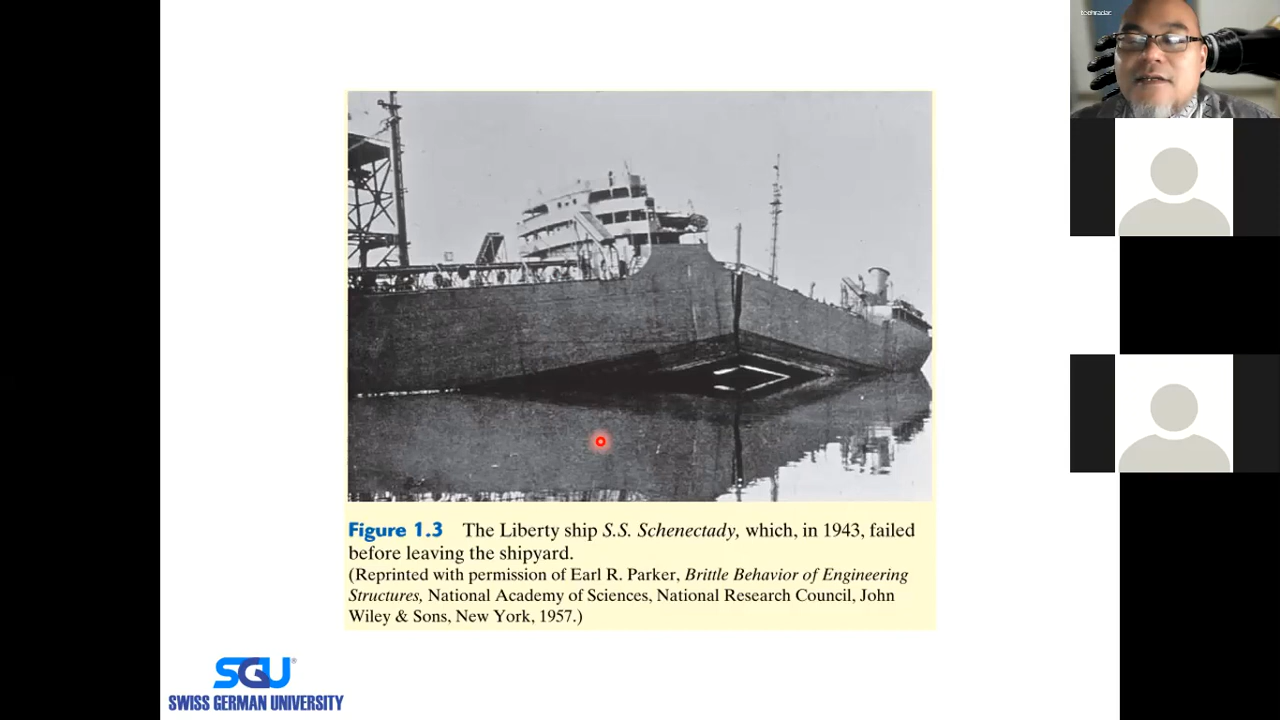 techradar
Figure 1.3 The Liberty ship S.S. Schenectady, which, in 1943, failed
before leaving the shipyard.
(Reprinted with permission of Earl R. Parker, Brittle Behavior of Engineering
Structures, National Academy of Sciences, National Research Council, John
Wiley & Sons, New York, 1957.)
SGU®
SWISS GERMAN UNIVERSITY